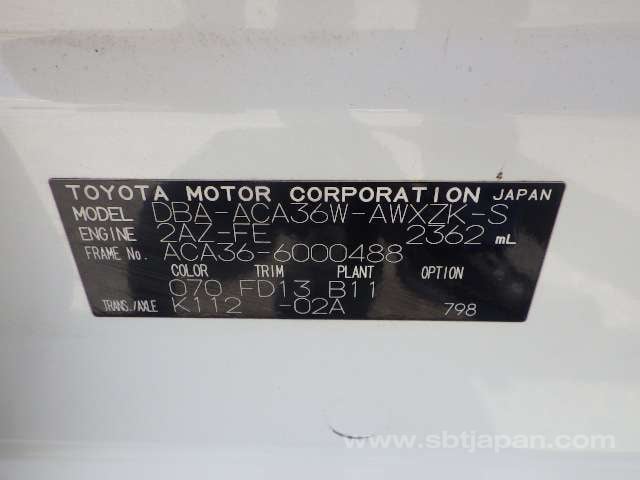 TOYOTA MOTOR CORPORATION JAPAN
MODEL DBA-ACA36W-AWXZK-S
ENGINE 2AZ-FE 2362 mL
FRAME No. ACA36-6000488
COLOR TRIM PLANT OPTION
070 FD13 B11
TRANS./AXLE K112 -02A 798
www.sbtjapan.com